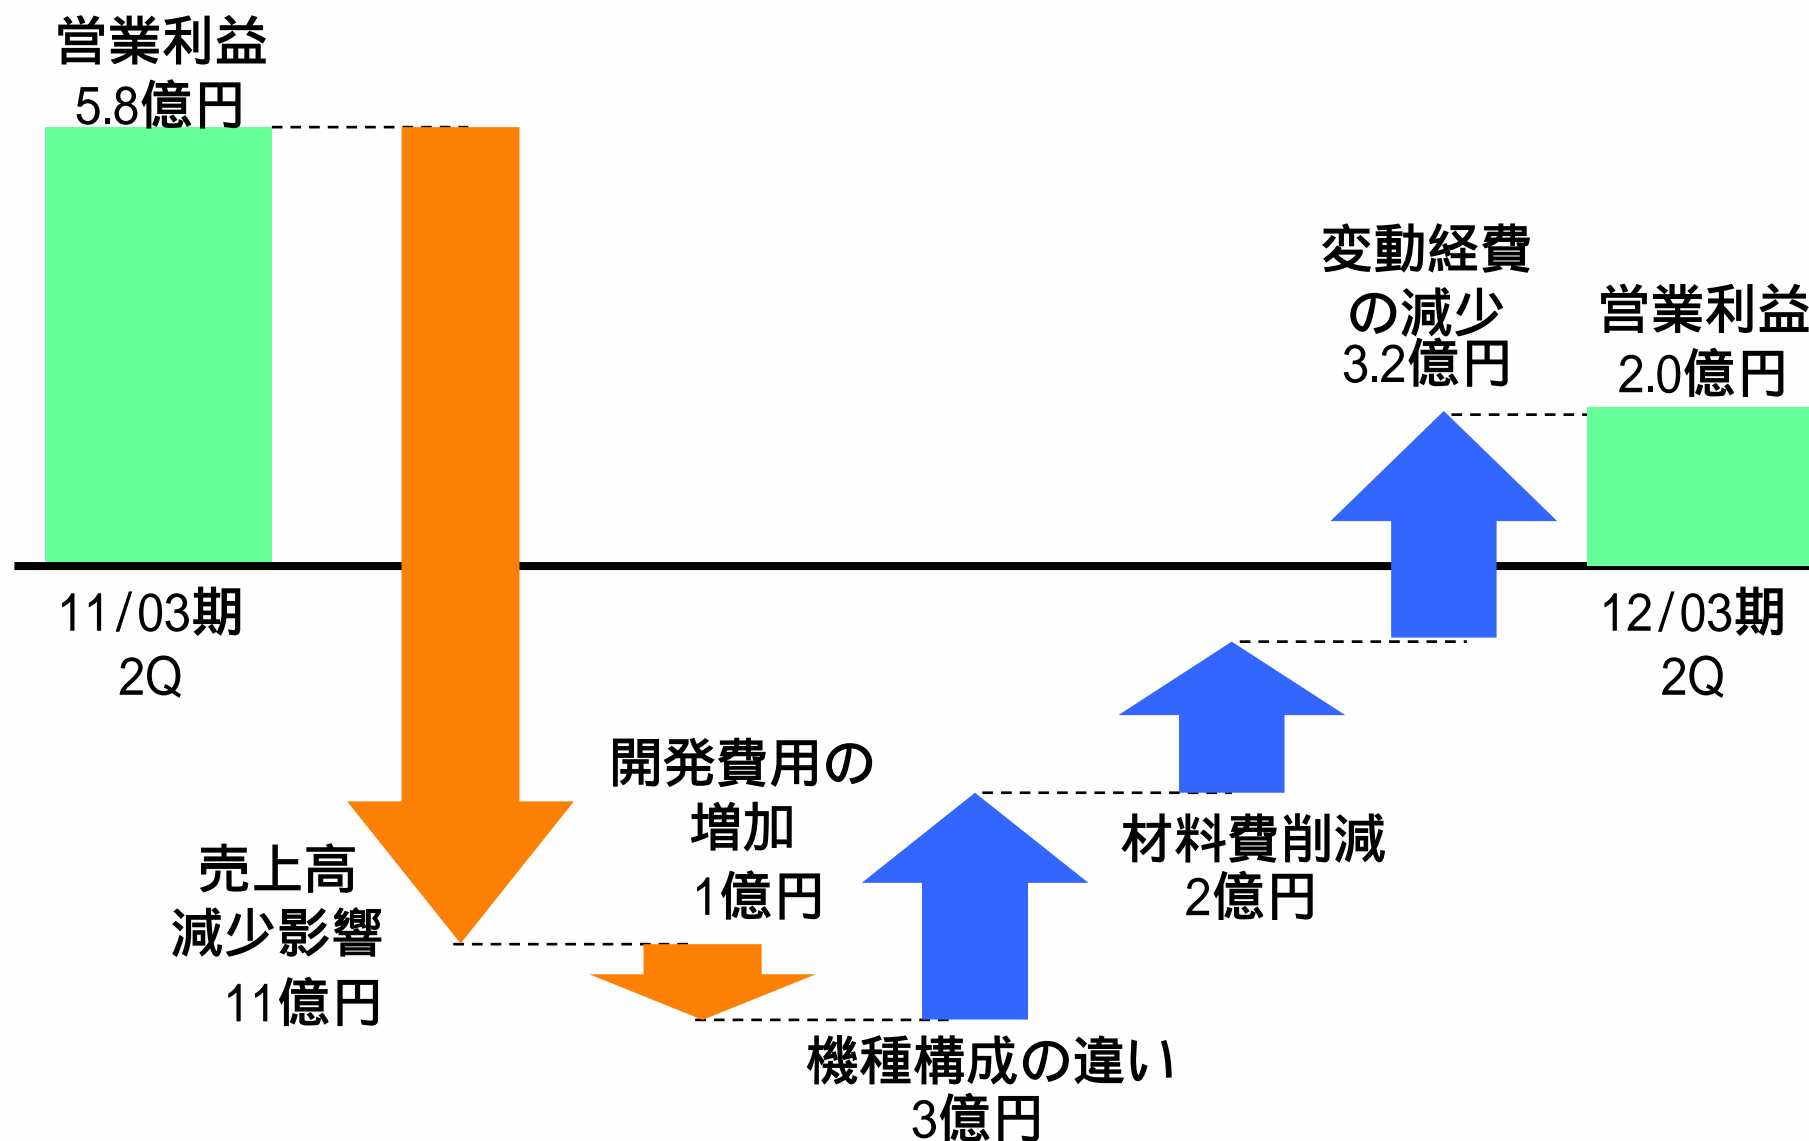 営業利益
5.8億円
11/03期
2Q
売上高
減少影響
11億円
開発費用の
増加
1億円
機種構成の違い
3億円
材料費削減
2億円
変動経費
の減少
3.2億円
営業利益
2.0億円
12/03期
2Q